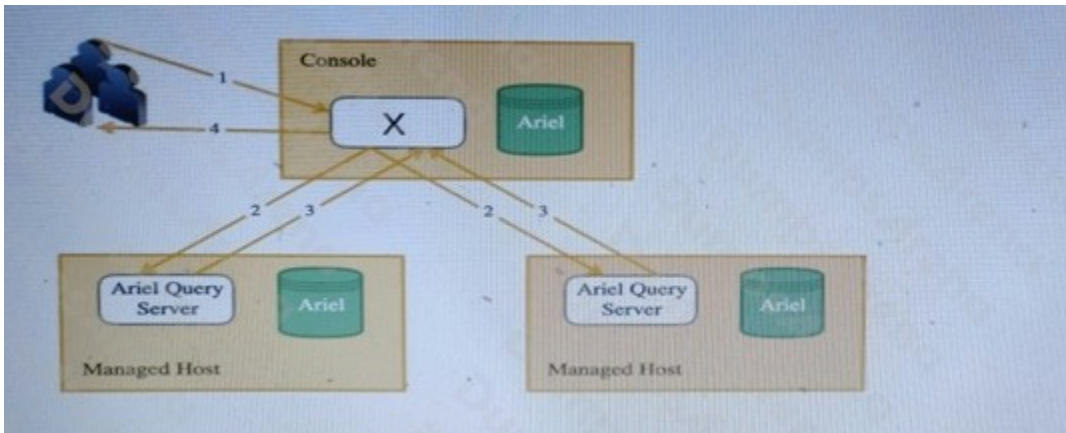 Console
1
X
Ariel
4
2
3
2
3
Ariel Query
Server
Ariel
Managed Host
Ariel Query
Server
Ariel
Managed Host